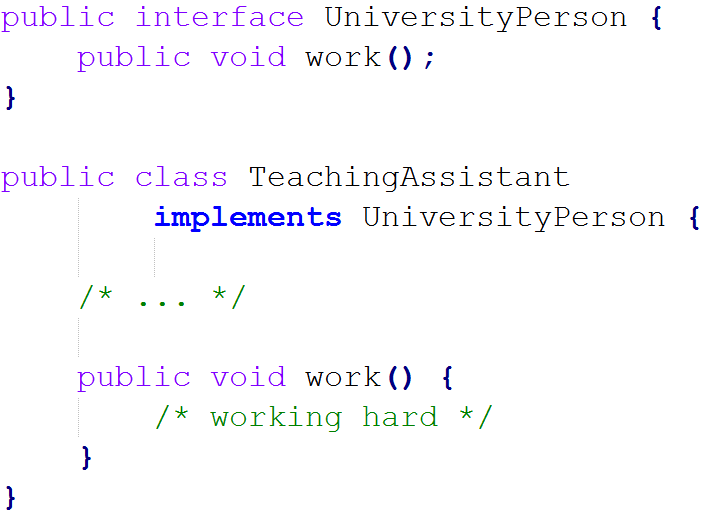 public interface UniversityPerson {
    public void work();
}

public class TeachingAssistant
        implements UniversityPerson {

    /* ... */

    public void work() {
        /* working hard */
    }
}